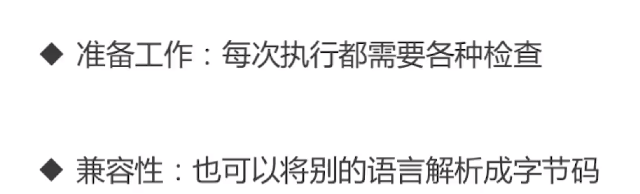 ◆ 准备工作：每次执行都需要各种检查
◆ 兼容性：也可以将别的语言解析成字节码